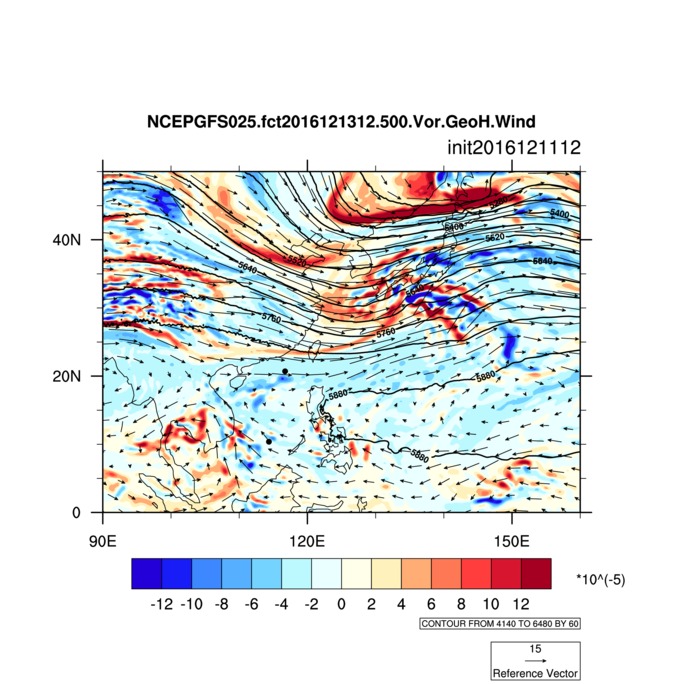 NCEPGFS025.fct2016121312.500.Vor.GeoH.Wind
init2016121112
5400
5400
5520
40N
5640
5520
5640
5760
5760
20N
5880
5880
5880
0
90E 120E 150E
-12 -10 -8 -6 -4 -2 0 2 4 6 8 10 12
*10^(-5)
CONTOUR FROM 4140 TO 6480 BY 60
15
Reference Vector